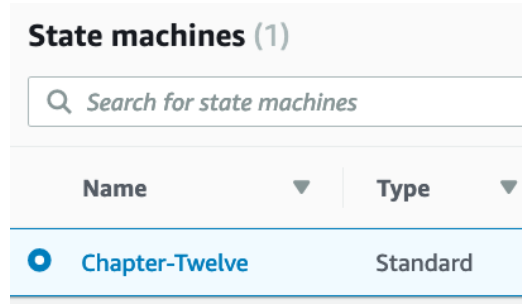 State machines (1)
Search for state machines
Name Type
Chapter-Twelve Standard